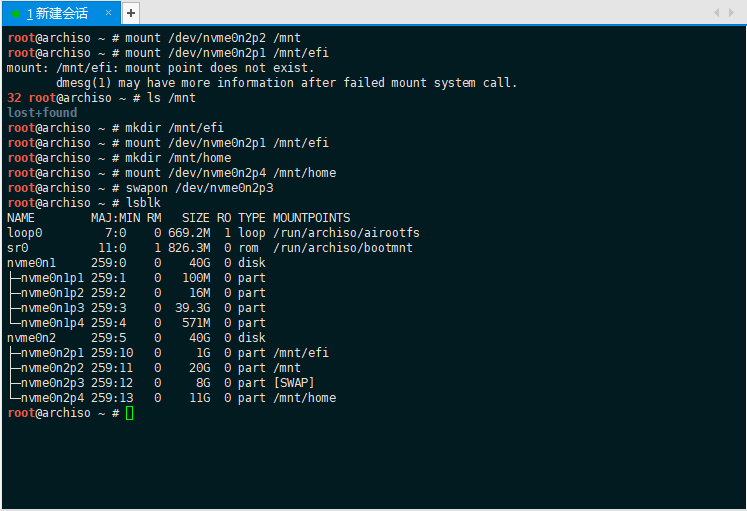 1 新建会话 × +
root@archiso ~ # mount /dev/nvme0n2p2 /mnt
root@archiso ~ # mount /dev/nvme0n2p1 /mnt/efi
mount: /mnt/efi: mount point does not exist.
       dmesg(1) may have more information after failed mount system call.
32 root@archiso ~ # ls /mnt
lost+found
root@archiso ~ # mkdir /mnt/efi
root@archiso ~ # mount /dev/nvme0n2p1 /mnt/efi
root@archiso ~ # mkdir /mnt/home
root@archiso ~ # mount /dev/nvme0n2p4 /mnt/home
root@archiso ~ # swapon /dev/nvme0n2p3
root@archiso ~ # lsblk
NAME        MAJ:MIN RM   SIZE RO TYPE MOUNTPOINTS
loop0         7:0    0 669.2M  1 loop /run/archiso/airootfs
sr0          11:0    1 826.3M  0 rom  /run/archiso/bootmnt
nvme0n1     259:0    0    40G  0 disk
├─nvme0n1p1 259:1    0   100M  0 part
├─nvme0n1p2 259:2    0    16M  0 part
├─nvme0n1p3 259:3    0  39.3G  0 part
└─nvme0n1p4 259:4    0   571M  0 part
nvme0n2     259:5    0    40G  0 disk
├─nvme0n2p1 259:10   0     1G  0 part /mnt/efi
├─nvme0n2p2 259:11   0    20G  0 part /mnt
├─nvme0n2p3 259:12   0     8G  0 part [SWAP]
└─nvme0n2p4 259:13   0    11G  0 part /mnt/home
root@archiso ~ #